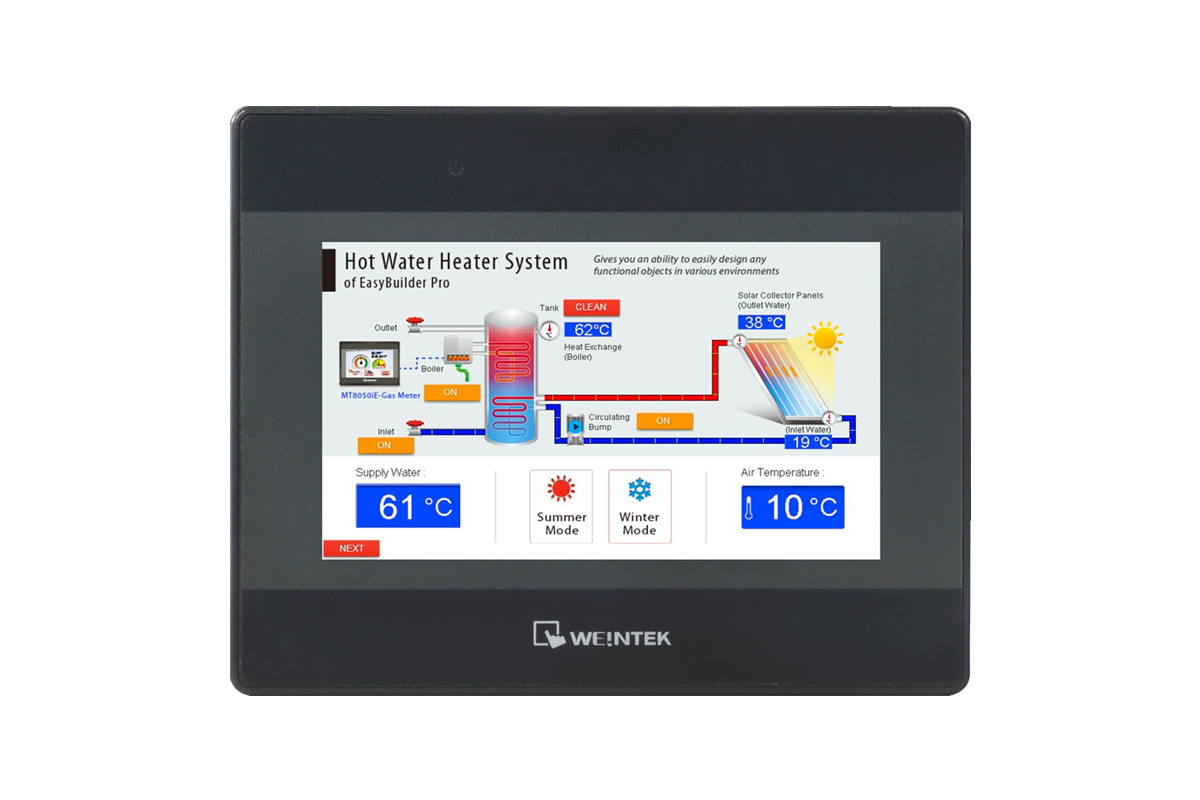 Hot Water Heater System
of EasyBuilder Pro
Gives you an ability to easily design any
functional objects in various environments
Tank
CLEAN
62°C
Heat Exchange
(Boiler)
Outlet
Boiler
MT8050iE-Gas Meter
ON
Inlet
ON
Circulating
Bump
ON
Solar Collector Panels
(Outlet Water)
38 °C
(Inlet Water)
19 °C
Supply Water :
61 °C
Summer
Mode
Winter
Mode
Air Temperature :
10 °C
NEXT
WE!NTEK